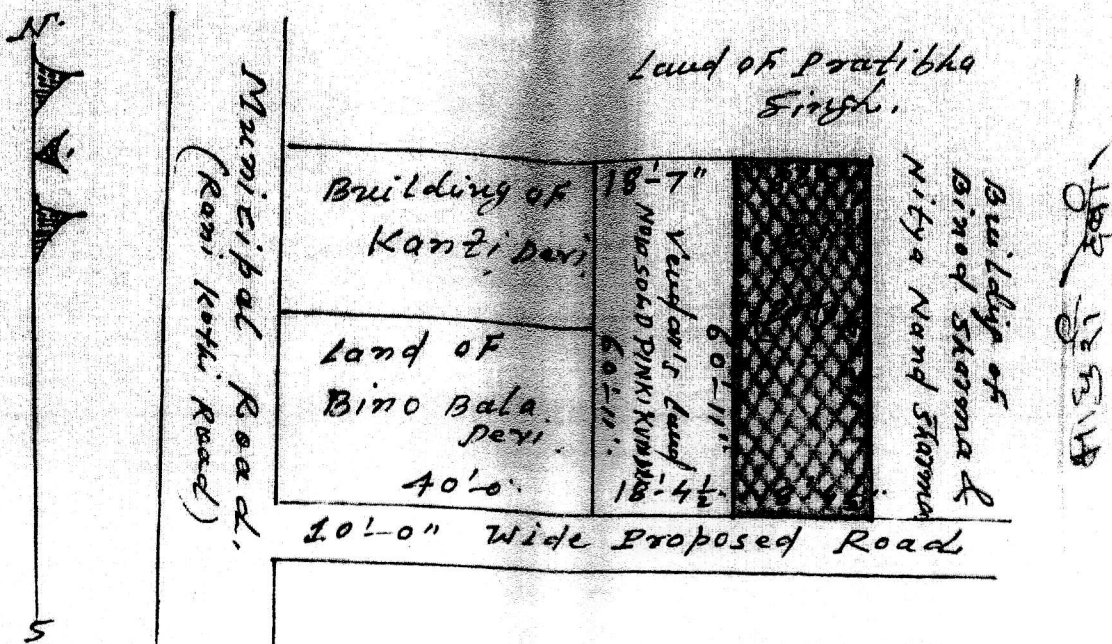 N.
S
Municipal Road.
(Rani Kothi Road)
Land of Pratibha
Singh.
Building of
Kanti Devi
Land of
Bino Bala
Devi.
40'-0"
18'-7"
Vendor's Land
NOW SOLD PINKI KUMARI
60'-11"
60'-11"
18'-4½"
Building of
Binod Sharma &
Nitya Nand Sharma
10'-0" Wide Proposed Road